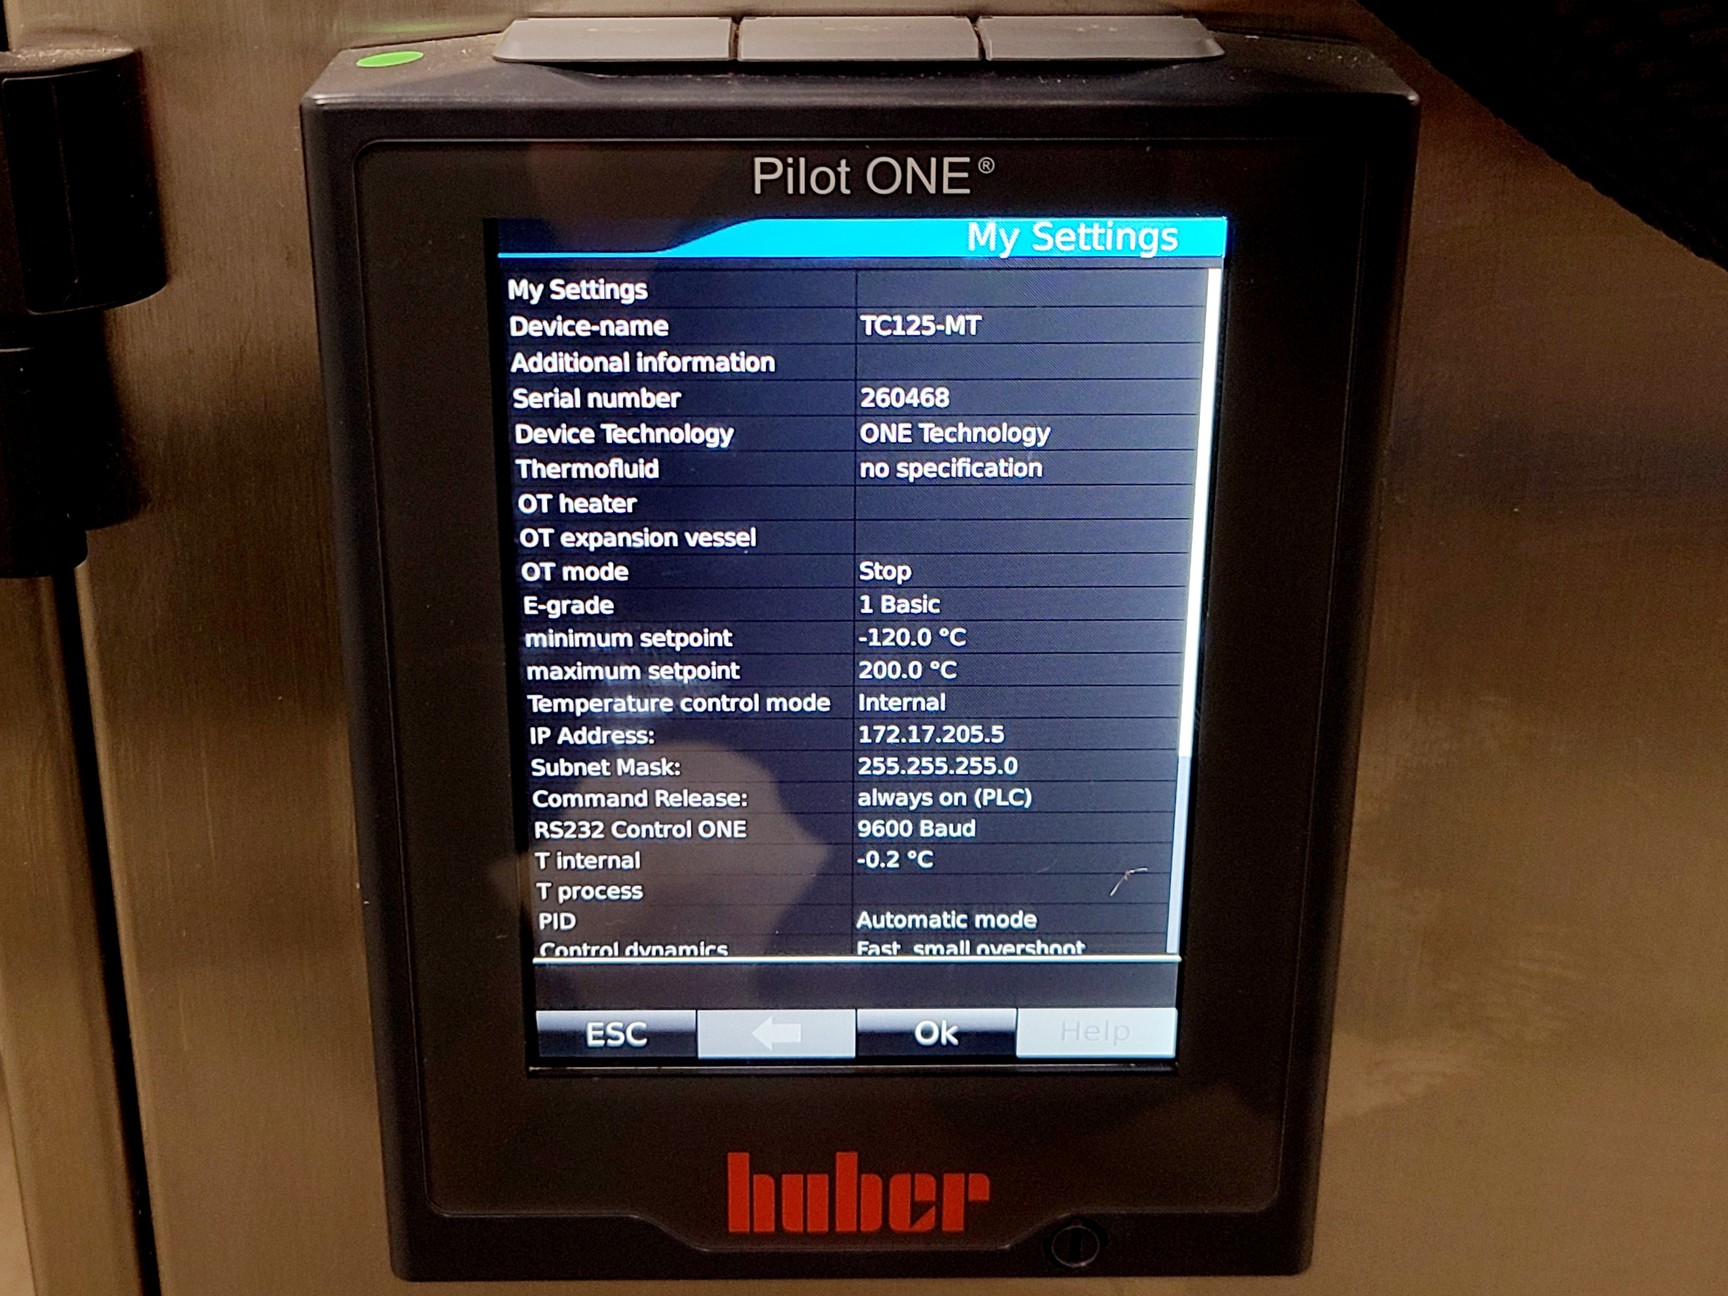 Pilot ONE®
My Settings
My Settings
Device-name TC125-MT
Additional information
Serial number 260468
Device Technology ONE Technology
Thermofluid no specification
OT heater
OT expansion vessel
OT mode Stop
E-grade 1 Basic
minimum setpoint -120.0 °C
maximum setpoint 200.0 °C
Temperature control mode Internal
IP Address: 172.17.205.5
Subnet Mask: 255.255.255.0
Command Release: always on (PLC)
RS232 Control ONE 9600 Baud
T internal -0.2 °C
T process
PID Automatic mode
Control dynamics Fast, small overshoot
ESC Ok Help
huber